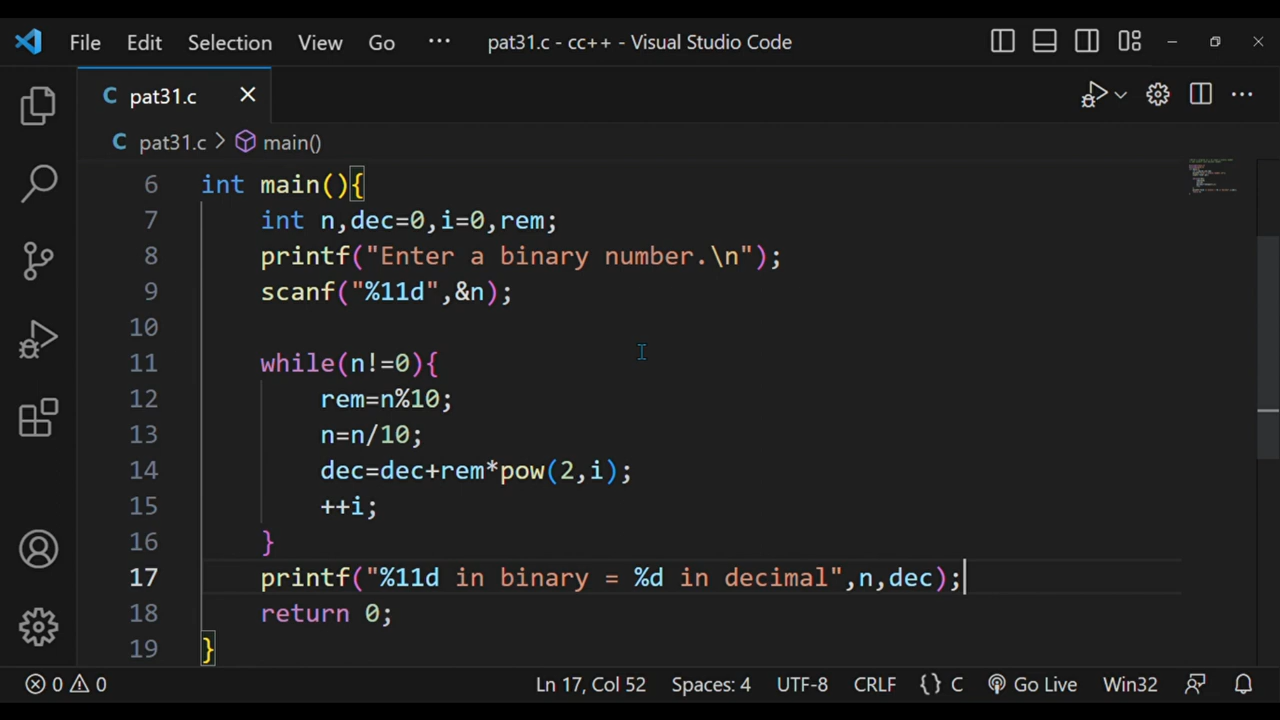 File Edit Selection View Go ··· pat31.c - cc++ - Visual Studio Code
C pat31.c
C pat31.c > main()
6 int main(){
7     int n,dec=0,i=0,rem;
8     printf("Enter a binary number.\n");
9     scanf("%11d",&n);
10
11     while(n!=0){
12         rem=n%10;
13         n=n/10;
14         dec=dec+rem*pow(2,i);
15         ++i;
16     }
17     printf("%11d in binary = %d in decimal",n,dec);
18     return 0;
19 }
0 0 Ln 17, Col 52 Spaces: 4 UTF-8 CRLF {} C Go Live Win32